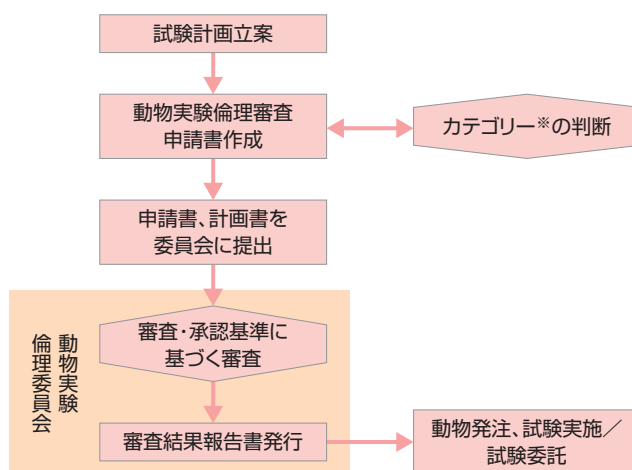 試験計画立案
動物実験倫理審査
申請書作成
カテゴリー※の判断
申請書、計画書を
委員会に提出
動物実験
倫理委員会
審査・承認基準に
基づく審査
審査結果報告書発行
動物発注、試験実施／
試験委託